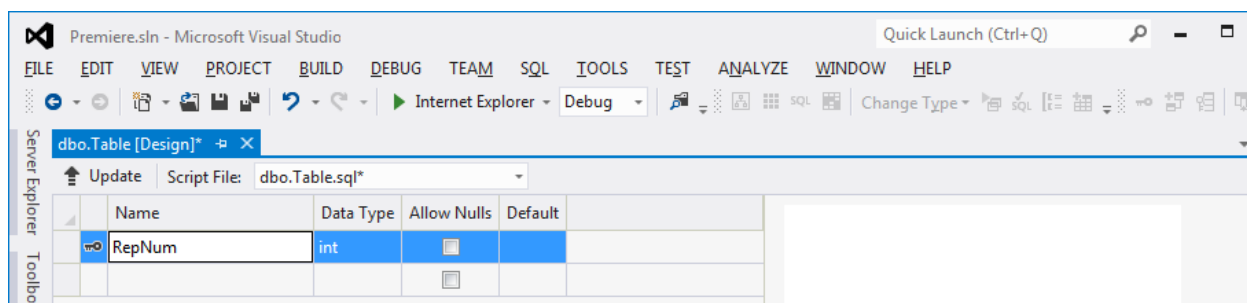 Premiere.sln - Microsoft Visual Studio Quick Launch (Ctrl+Q)
FILE EDIT VIEW PROJECT BUILD DEBUG TEAM SQL TOOLS TEST ANALYZE WINDOW HELP
Internet Explorer Debug SQL Change Type SQL
Server Explorer
dbo.Table [Design]*
Update Script File: dbo.Table.sql*
Name Data Type Allow Nulls Default
RepNum int